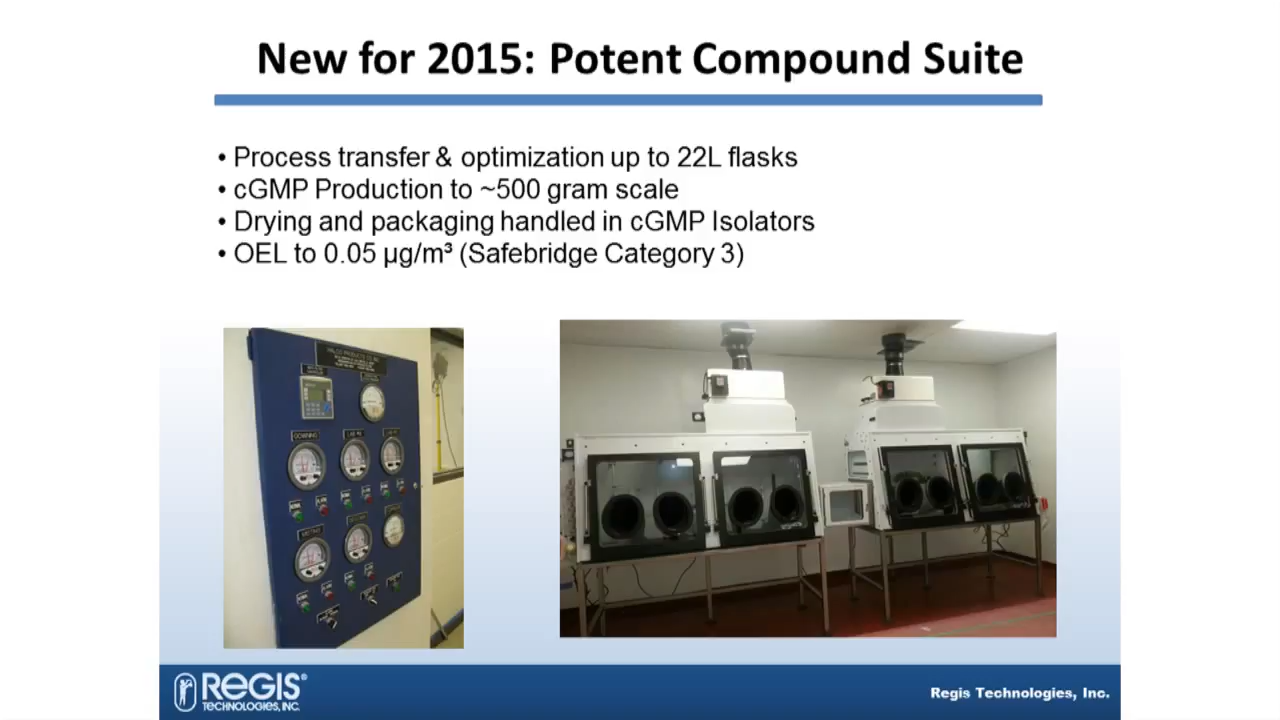 New for 2015: Potent Compound Suite
• Process transfer & optimization up to 22L flasks
• cGMP Production to ~500 gram scale
• Drying and packaging handled in cGMP Isolators
• OEL to 0.05 µg/m³ (Safebridge Category 3)
GOWNING
REGIS®
TECHNOLOGIES, INC.
Regis Technologies, Inc.